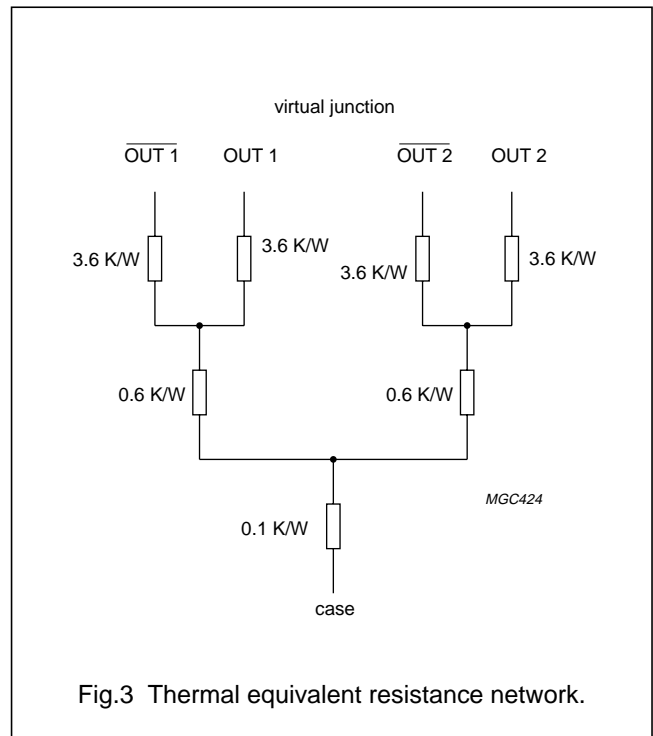 virtual junction
OUT 1 OUT 1 OUT 2 OUT 2
3.6 K/W 3.6 K/W 3.6 K/W 3.6 K/W
0.6 K/W 0.6 K/W
MGC424
0.1 K/W
case
Fig.3 Thermal equivalent resistance network.